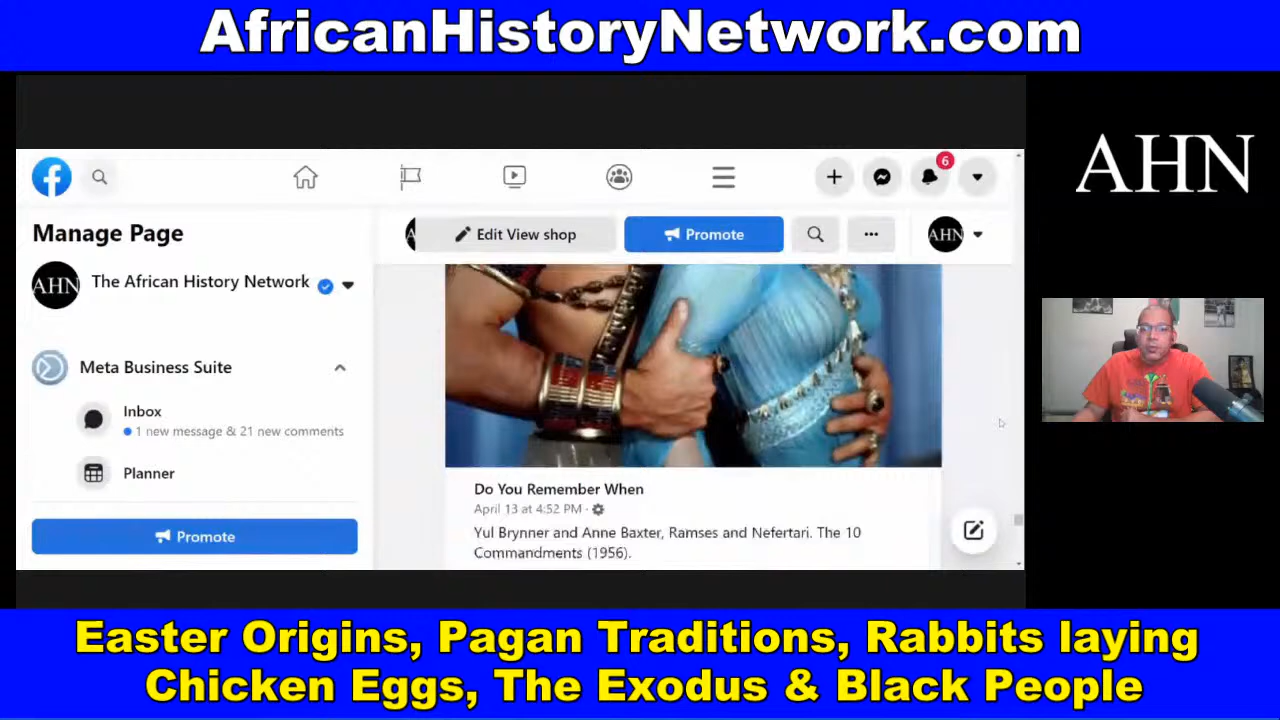 AfricanHistoryNetwork.com
AHN
6
Manage Page
Edit View shop
Promote
AHN
AHN
The African History Network
Meta Business Suite
Inbox
1 new message & 21 new comments
Planner
Promote
Do You Remember When
April 13 at 4:52 PM ·
Yul Brynner and Anne Baxter, Ramses and Nefertari. The 10
Commandments (1956).
Easter Origins, Pagan Traditions, Rabbits laying
Chicken Eggs, The Exodus & Black People